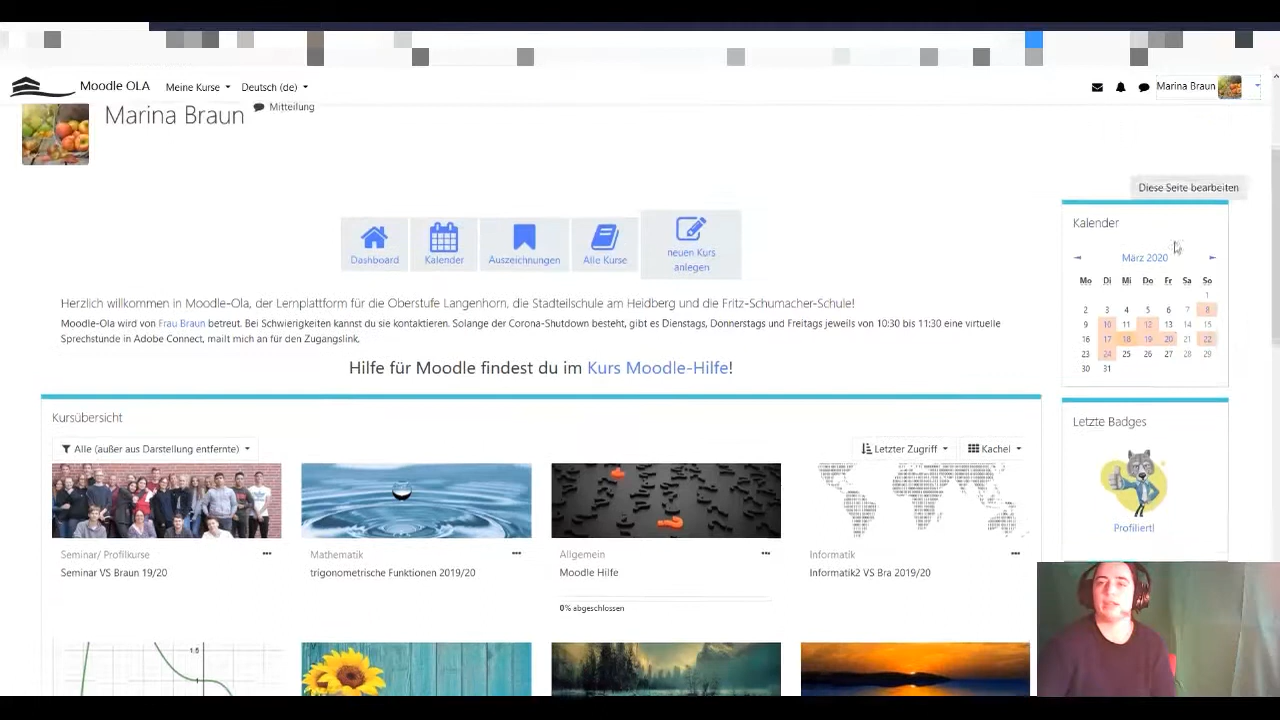 Moodle OLA
Meine Kurse
Deutsch (de)
Marina Braun
Marina Braun
Mitteilung
Diese Seite bearbeiten
Dashboard
Kalender
Auszeichnungen
Alle Kurse
neuen Kurs
anlegen
Herzlich willkommen in Moodle-Ola, der Lernplattform für die Oberstufe Langenhorn, die Stadteilschule am Heidberg und die Fritz-Schumacher-Schule!
Moodle-Ola wird von Frau Braun betreut. Bei Schwierigkeiten kannst du sie kontaktieren. Solange der Corona-Shutdown besteht, gibt es Dienstags, Donnerstags und Freitags jeweils von 10:30 bis 11:30 eine virtuelle
Sprechstunde in Adobe Connect, mailt mich an für den Zugangslink.
Hilfe für Moodle findest du im Kurs Moodle-Hilfe!
Kursübersicht
Alle (außer aus Darstellung entfernte)
Letzter Zugriff
Kachel
Seminar/ Profilkurse
Seminar VS Braun 19/20
Mathematik
trigonometrische Funktionen 2019/20
Allgemein
Moodle Hilfe
0% abgeschlossen
Informatik
Informatik2 VS Bra 2019/20
1.5
1
Kalender
März 2020
Mo Di Mi Do Fr Sa So
1
2 3 4 5 6 7 8
9 10 11 12 13 14 15
16 17 18 19 20 21 22
23 24 25 26 27 28 29
30 31
Letzte Badges
Profiliert!